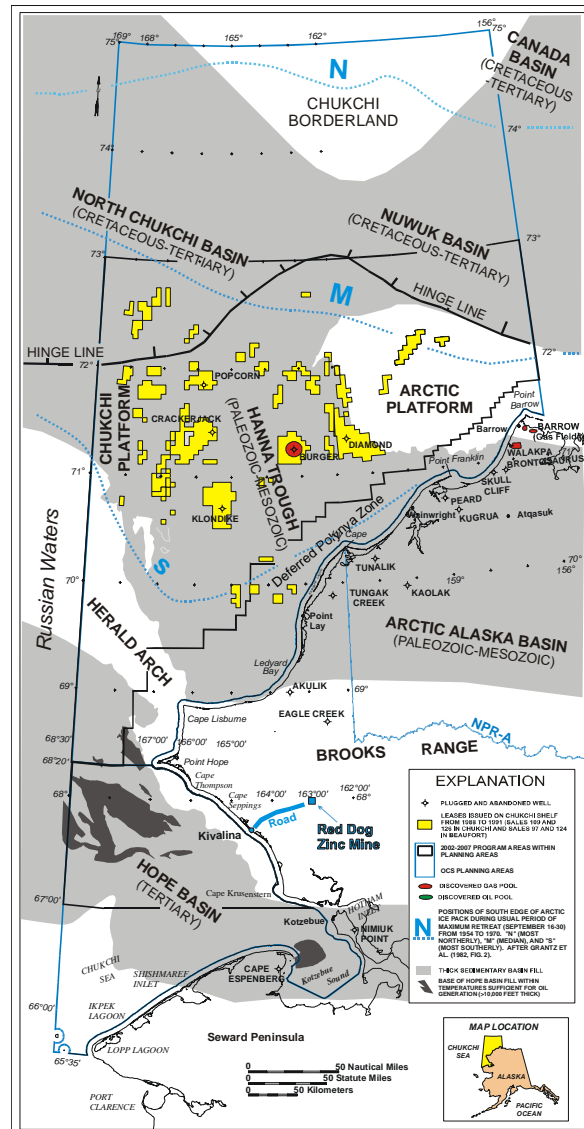 169°
168°
165°
162°
156°
75°
75°
CANADA
BASIN
(CRETACEOUS
-TERTIARY)
N
CHUKCHI
BORDERLAND
74°
74°
NORTH CHUKCHI BASIN
(CRETACEOUS-TERTIARY)
NUWUK BASIN
(CRETACEOUS-TERTIARY)
73°
73°
M
HINGE LINE
HINGE LINE
72°
72°
POPCORN
CHUKCHI
PLATFORM
CRACKERJACK
HANNA TROUGH
(PALEOZOIC-MESOZOIC)
ARCTIC
PLATFORM
Point
Barrow
Barrow
BARROW
(Gas Field)
DIAMOND
BURGER
WALAKPA
BRONTOSAURUS
71°
71°
Point Franklin
SKULL
CLIFF
PEARD
Wainwright
KUGRUA
Atqasuk
KLONDIKE
Deferred Polynya Zone
Icy
Cape
S
70°
70°
TUNALIK
159°
156°
TUNGAK
CREEK
KAOLAK
Russian Waters
HERALD ARCH
Point
Lay
ARCTIC ALASKA BASIN
(PALEOZOIC-MESOZOIC)
Ledyard
Bay
69°
AKULIK
69°
Cape Lisburne
EAGLE CREEK
NPR-A
68°30'
167°00'
166°00'
165°00'
BROOKS RANGE
68°20'
Point Hope
Cape
Thompson
68°
Cape
Seppings
164°00'
163°00'
162°00'
68°
Road
Kivalina
Red Dog
Zinc Mine
HOPE BASIN
(TERTIARY)
67°00'
Cape Krusenstern
HOTHAM
INLET
Kotzebue
NIMIUK
POINT
CHUKCHI
SEA
SHISHMAREF
INLET
CAPE
ESPENBERG
Kotzebue
Sound
IKPEK
LAGOON
66°00'
LOPP LAGOON
65°35'
Seward Peninsula
PORT
CLARENCE
0 50 Nautical Miles
0 50 Statute Miles
0 50 Kilometers
EXPLANATION
PLUGGED AND ABANDONED WELL
LEASES ISSUED ON CHUKCHI SHELF
FROM 1988 TO 1991 (SALES 109 AND
126 IN CHUKCHI AND SALES 97 AND 124
IN BEAUFORT)
2002-2007 PROGRAM AREAS WITHIN
PLANNING AREAS
OCS PLANNING AREAS
DISCOVERED GAS POOL
DISCOVERED OIL POOL
N
POSITIONS OF SOUTH EDGE OF ARCTIC
ICE PACK DURING USUAL PERIOD OF
MAXIMUM RETREAT (SEPTEMBER 16-30)
FROM 1954 TO 1970. "N" (MOST
NORTHERLY), "M" (MEDIAN), AND "S"
(MOST SOUTHERLY). AFTER GRANTZ ET
AL. (1982, FIG. 2).
THICK SEDIMENTARY BASIN FILL
BASE OF HOPE BASIN FILL WITHIN
TEMPERATURES SUFFICENT FOR OIL
GENERATION (>10,000 FEET THICK)
MAP LOCATION
CHUKCHI
SEA
ALASKA
PACIFIC
OCEAN